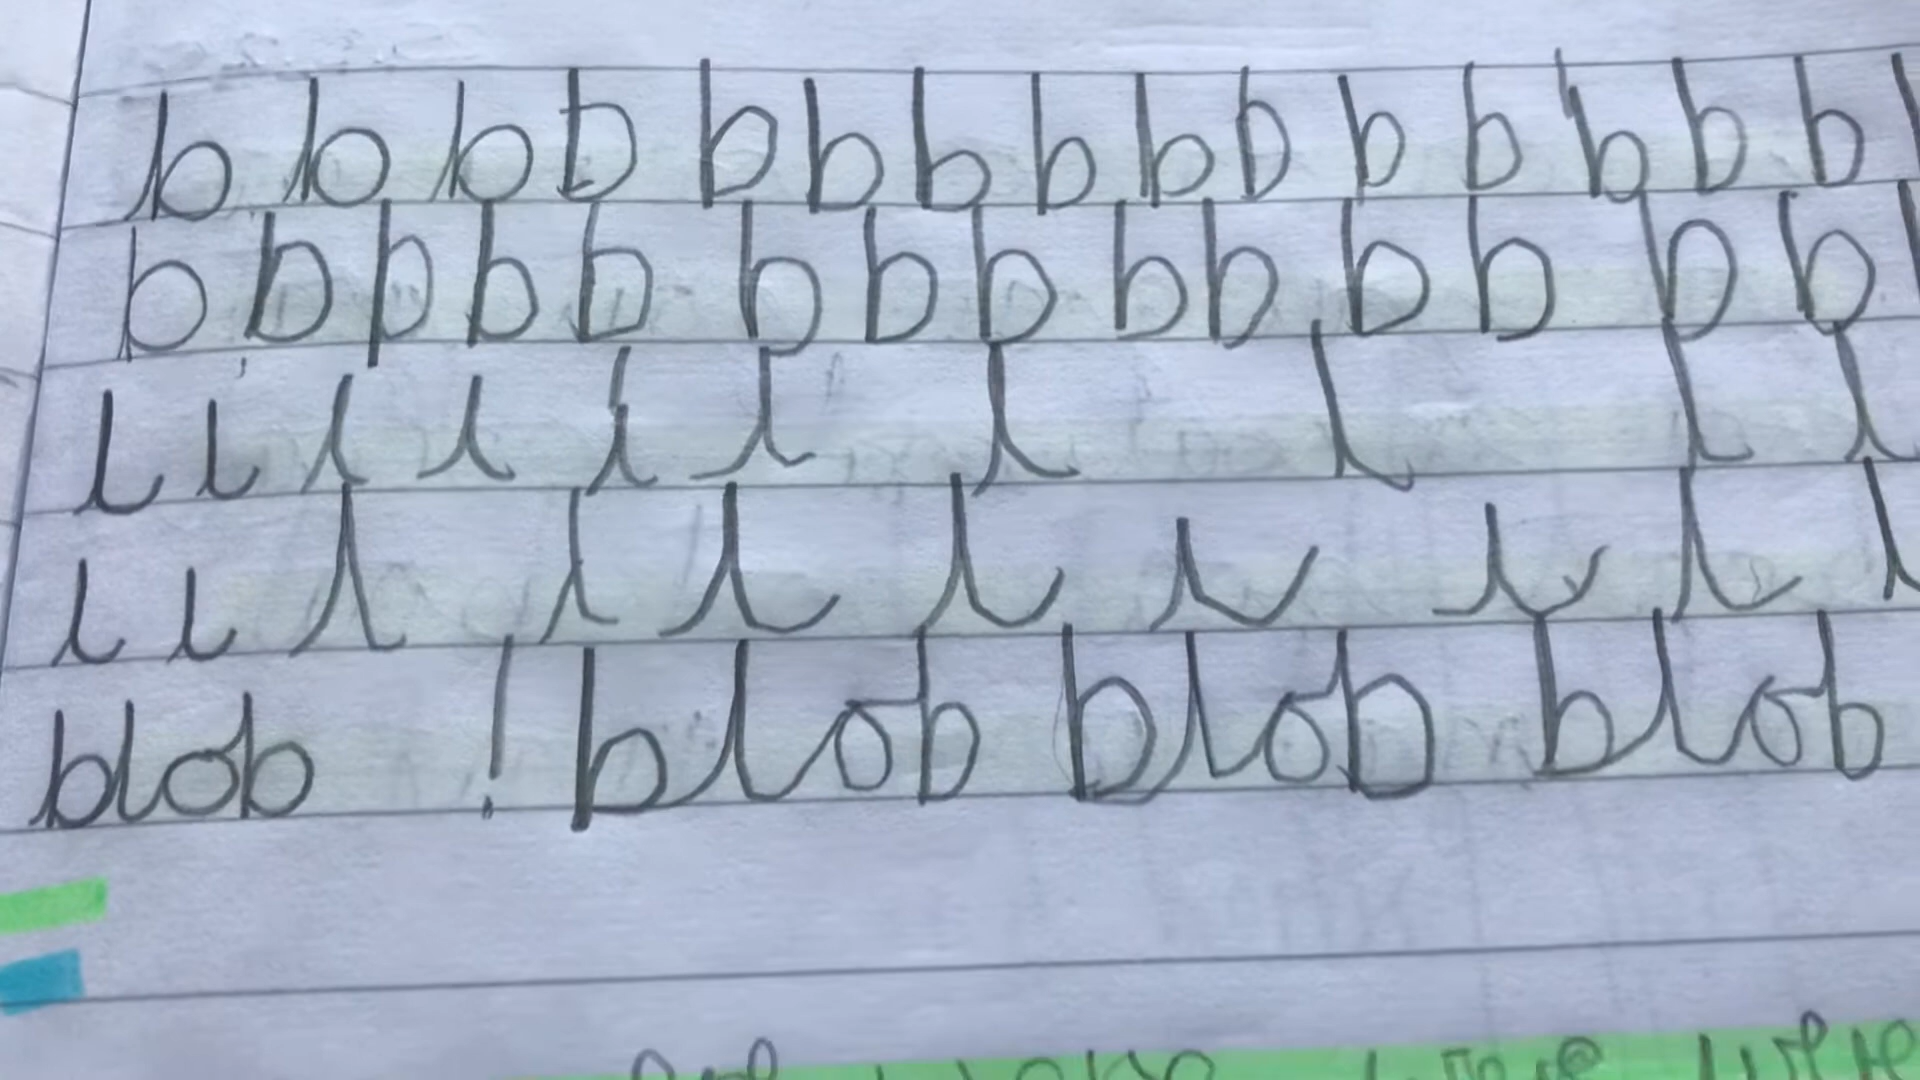 b b b b b b b b b b b b b b b
b b b b b b b b b b b b b b
l l l l l l l l l l
l l l l l l l l l l
blob ! blob blob blob